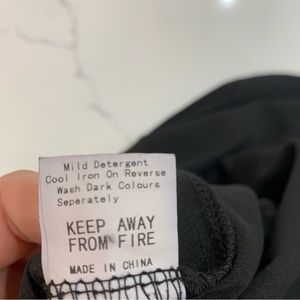 Mild Detergent
Cool Iron On Reverse
Wash Dark Colours
Seperately
KEEP AWAY
FROM FIRE
MADE IN CHINA